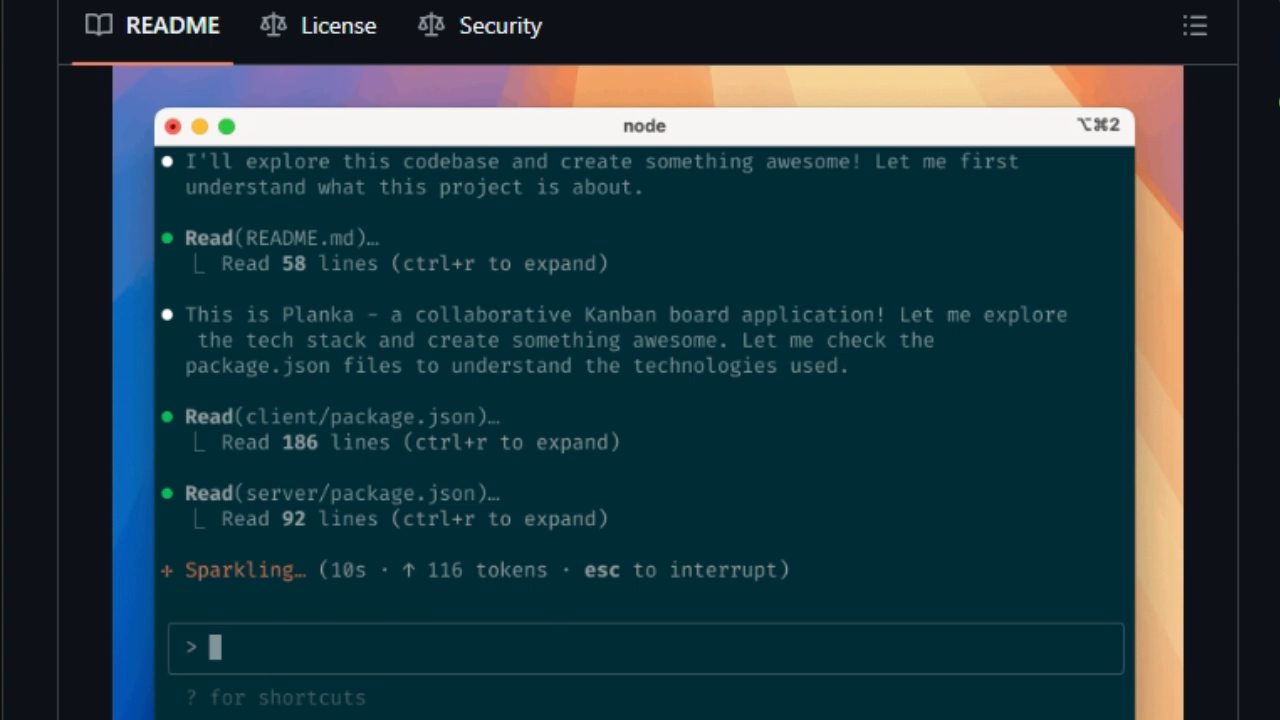 README License Security
node ⌥⌘2
● I'll explore this codebase and create something awesome! Let me first
understand what this project is about.
● Read(README.md)…
⎿ Read 58 lines (ctrl+r to expand)
● This is Planka - a collaborative Kanban board application! Let me explore
the tech stack and create something awesome. Let me check the
package.json files to understand the technologies used.
● Read(client/package.json)…
⎿ Read 186 lines (ctrl+r to expand)
● Read(server/package.json)…
⎿ Read 92 lines (ctrl+r to expand)
✢ Sparkling… (10s · ↑ 116 tokens · esc to interrupt)
>
? for shortcuts